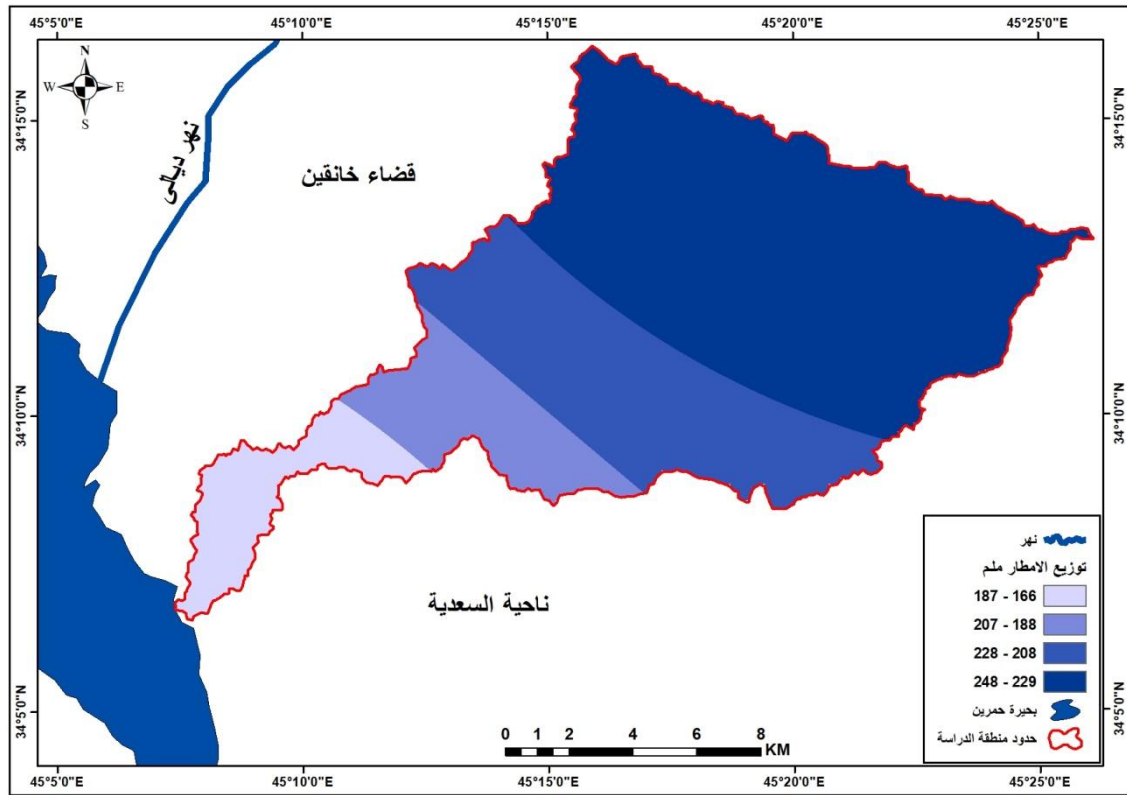 45°5'0"E 45°10'0"E 45°15'0"E 45°20'0"E 45°25'0"E
N
W E
S
34°15'0"N
34°15'0"N
نهر ديالى
قضاء خانقين
34°10'0"N
34°10'0"N
نهر
توزيع الامطار ملم
187 - 166
207 - 188
228 - 208
248 - 229
بحيرة حمرين
حدود منطقة الدراسة
ناحية السعدية
34°5'0"N
34°5'0"N
0 1 2 4 6 8
KM
45°5'0"E 45°10'0"E 45°15'0"E 45°20'0"E 45°25'0"E